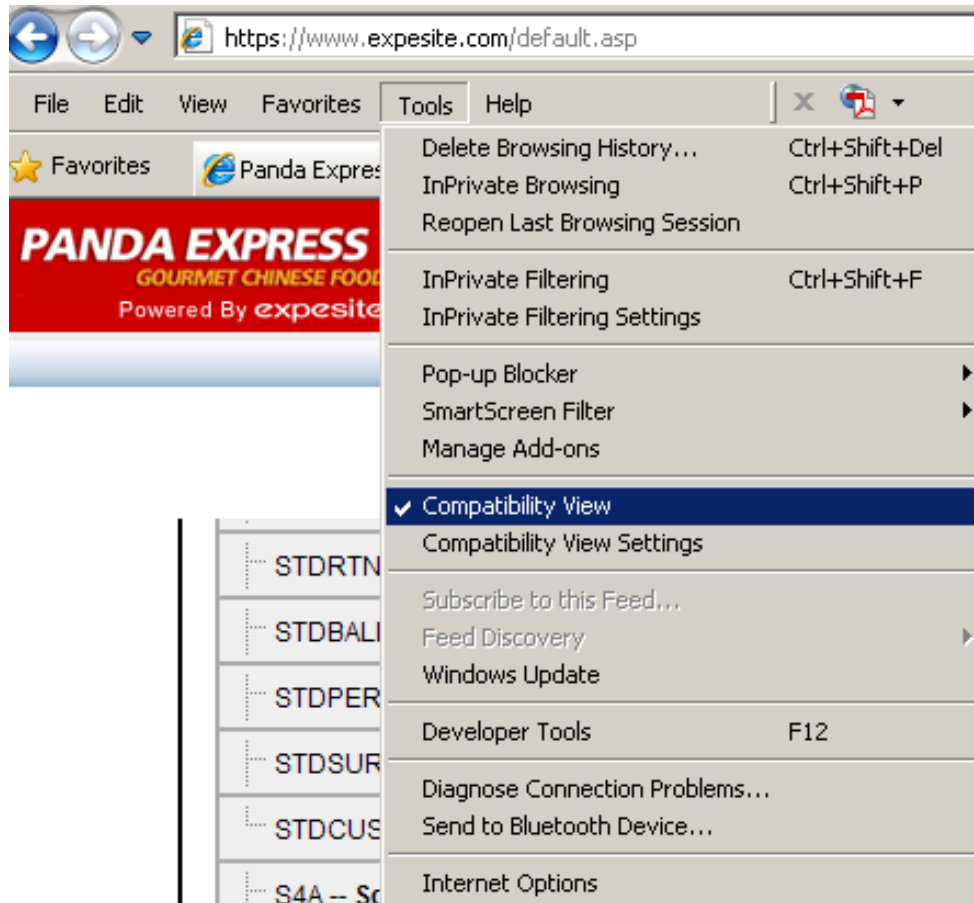 https://www.expesite.com/default.asp
File Edit View Favorites Tools Help
Favorites Panda Expres
PANDA EXPRESS
GOURMET CHINESE FOOD
Powered By expesite
Delete Browsing History... Ctrl+Shift+Del
InPrivate Browsing Ctrl+Shift+P
Reopen Last Browsing Session
InPrivate Filtering Ctrl+Shift+F
InPrivate Filtering Settings
Pop-up Blocker
SmartScreen Filter
Manage Add-ons
Compatibility View
Compatibility View Settings
Subscribe to this Feed...
Feed Discovery
Windows Update
Developer Tools F12
Diagnose Connection Problems...
Send to Bluetooth Device...
Internet Options
STDRTN
STDBALL
STDPER
STDSUR
STDCUS
S4A -- Sc